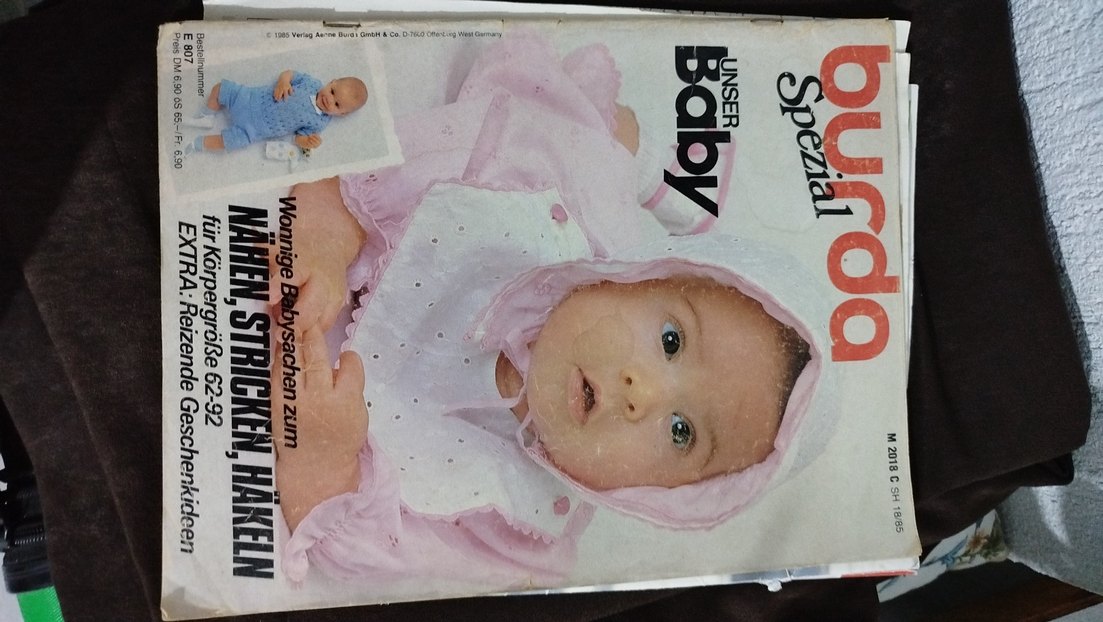 burda
Spezial
UNSER
Baby
M 2018 C SH 18/85
© 1985 Verlag Aenne Burda GmbH & Co. D-7600 Offenburg West Germany
Wonnige Babysachen zum
NÄHEN, STRICKEN, HÄKELN
für Körpergröße 62-92
EXTRA: Reizende Geschenkideen
Bestellnummer
E 807
Preis DM 6,90 öS 65,–/Fr. 6,90